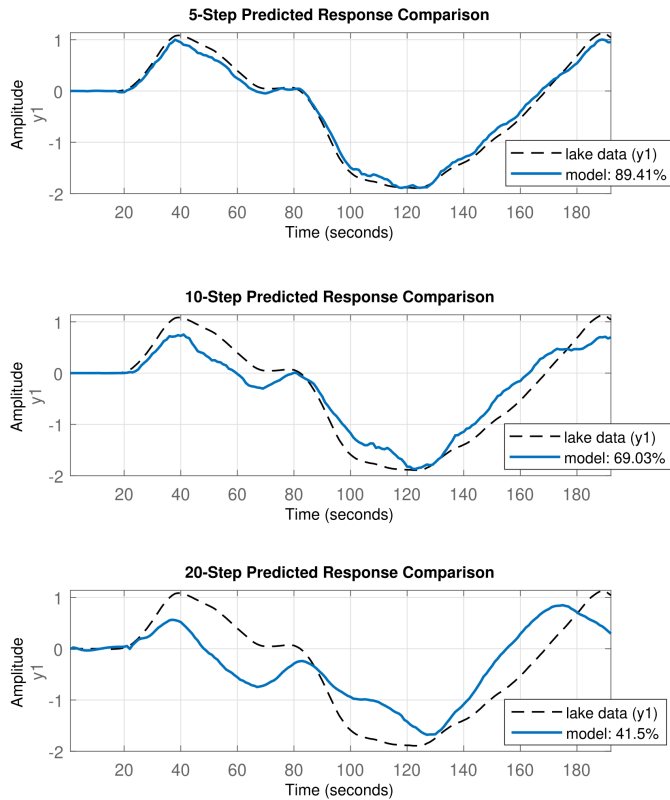 5-Step Predicted Response Comparison
1
0
-1
-2
Amplitude
y1
lake data (y1)
model: 89.41%
20 40 60 80 100 120 140 160 180
Time (seconds)
10-Step Predicted Response Comparison
1
0
-1
-2
Amplitude
y1
lake data (y1)
model: 69.03%
20 40 60 80 100 120 140 160 180
Time (seconds)
20-Step Predicted Response Comparison
1
0
-1
-2
Amplitude
y1
lake data (y1)
model: 41.5%
20 40 60 80 100 120 140 160 180
Time (seconds)